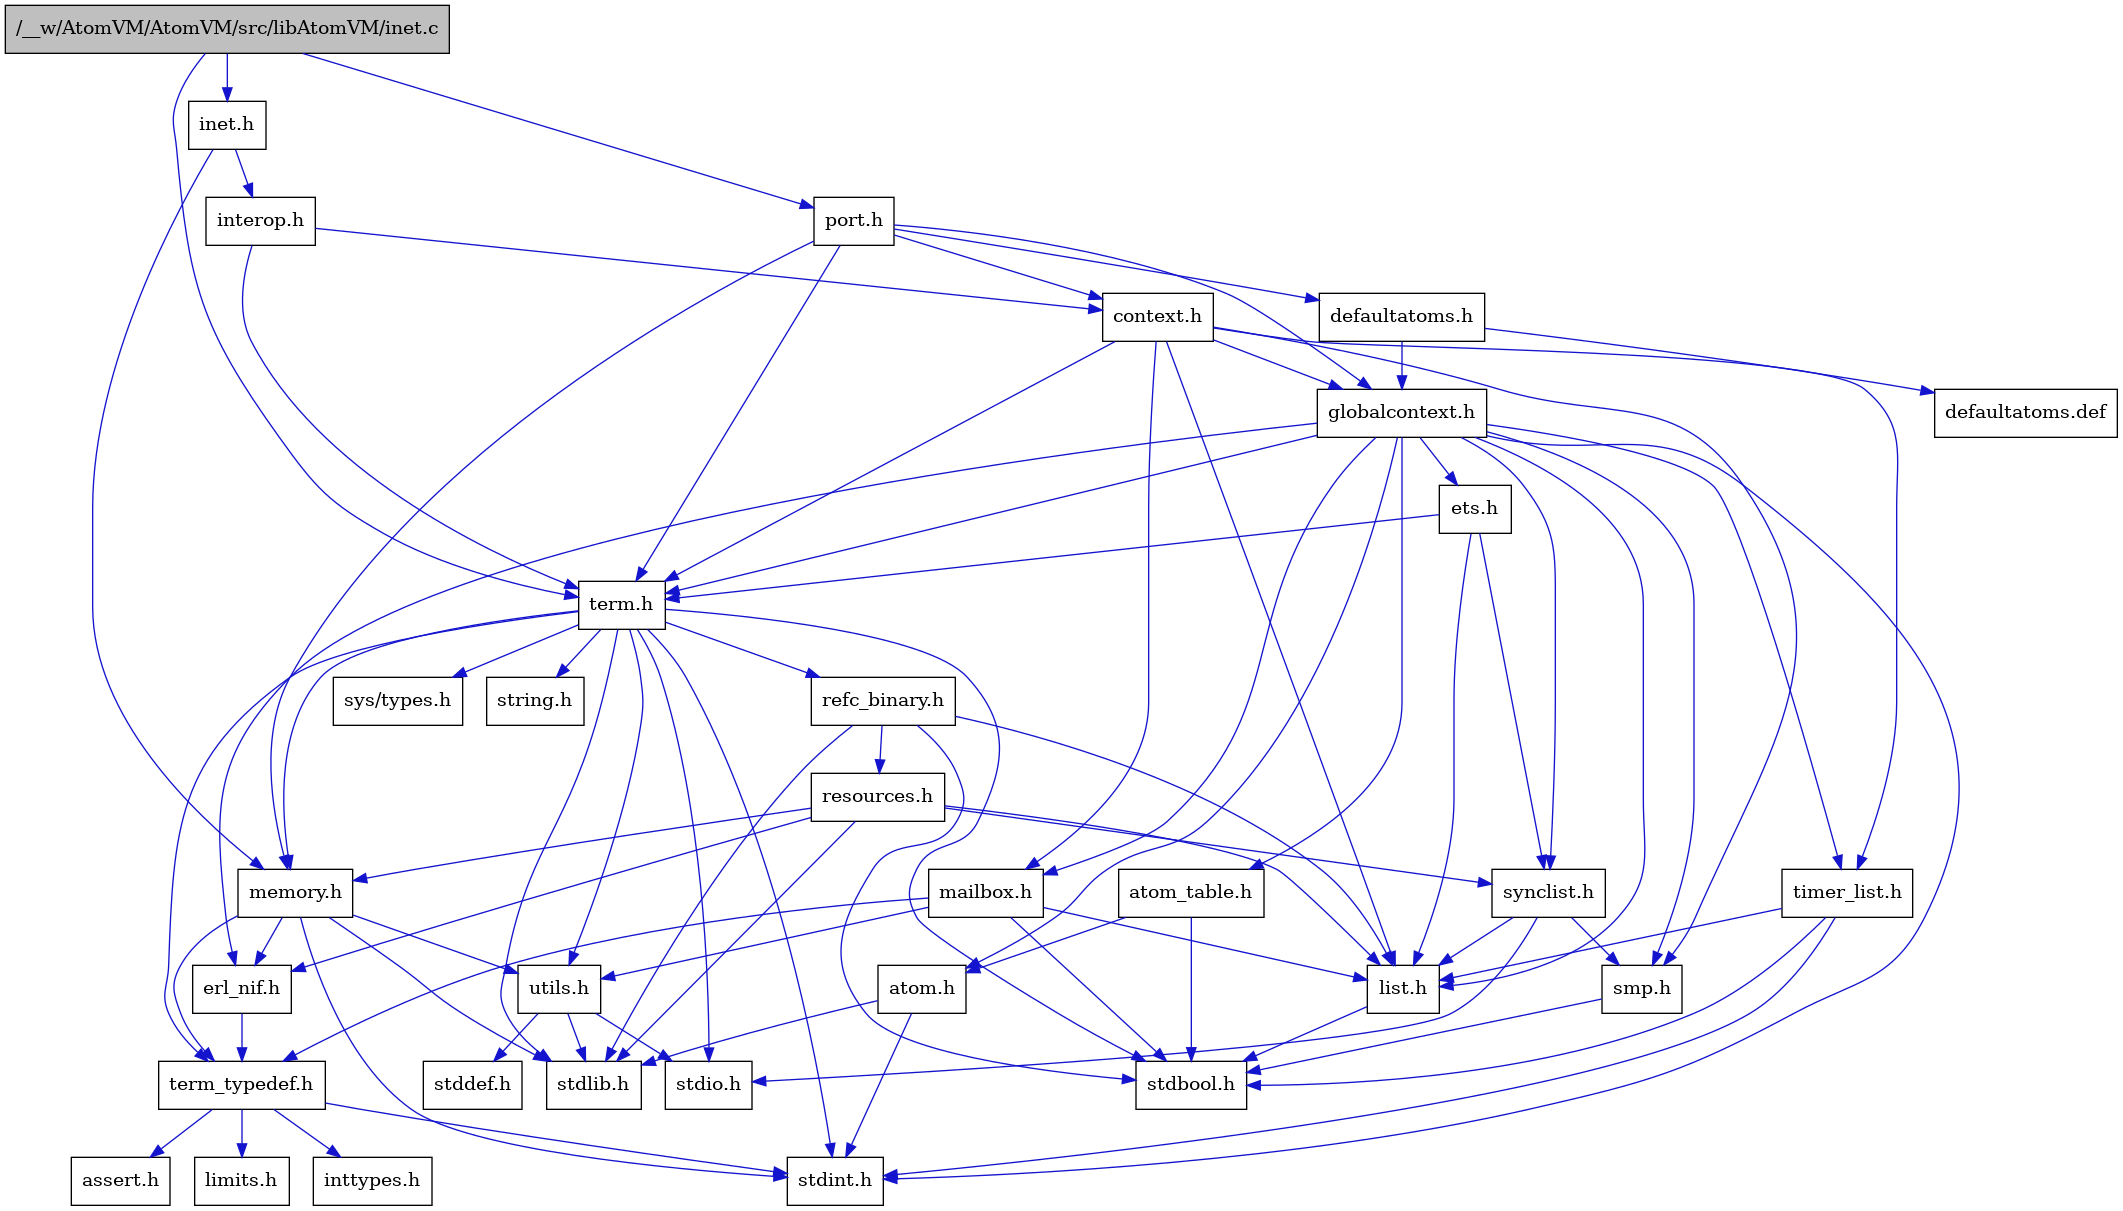 /__w/AtomVM/AtomVM/src/libAtomVM/inet.c
inet.h
interop.h
port.h
context.h
defaultatoms.h
globalcontext.h
defaultatoms.def
ets.h
term.h
sys/types.h
string.h
refc_binary.h
resources.h
memory.h
mailbox.h
atom_table.h
synclist.h
timer_list.h
erl_nif.h
utils.h
atom.h
list.h
smp.h
term_typedef.h
stddef.h
stdlib.h
stdio.h
stdbool.h
assert.h
limits.h
inttypes.h
stdint.h